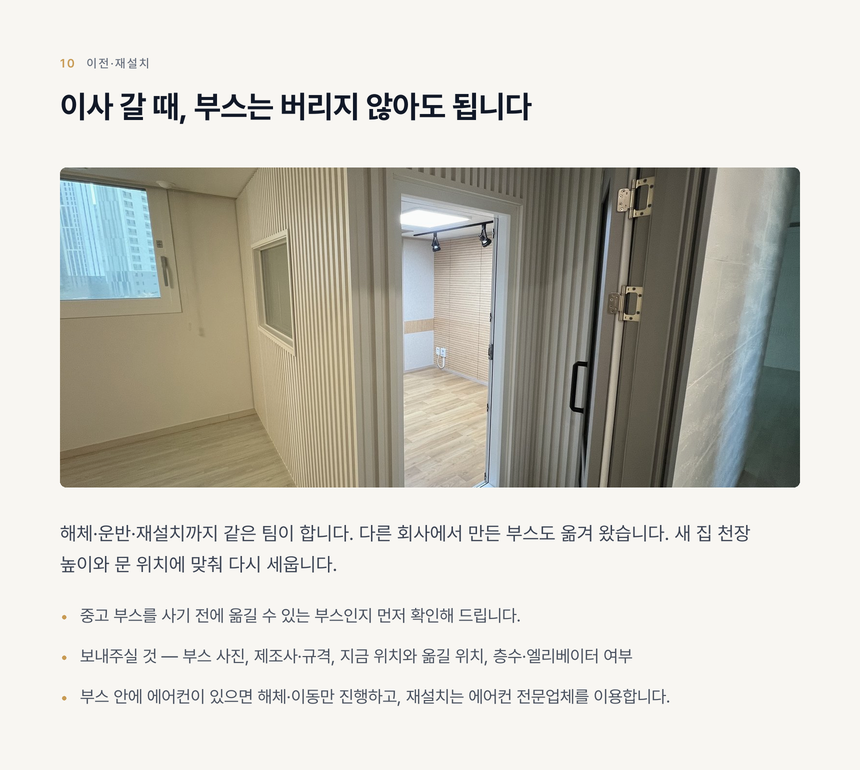 10 이전·재설치
이사 갈 때, 부스는 버리지 않아도 됩니다
해체·운반·재설치까지 같은 팀이 합니다. 다른 회사에서 만든 부스도 옮겨 왔습니다. 새 집 천장
높이와 문 위치에 맞춰 다시 세웁니다.
• 중고 부스를 사기 전에 옮길 수 있는 부스인지 먼저 확인해 드립니다.
• 보내주실 것 — 부스 사진, 제조사·규격, 지금 위치와 옮길 위치, 층수·엘리베이터 여부
• 부스 안에 에어컨이 있으면 해체·이동만 진행하고, 재설치는 에어컨 전문업체를 이용합니다.